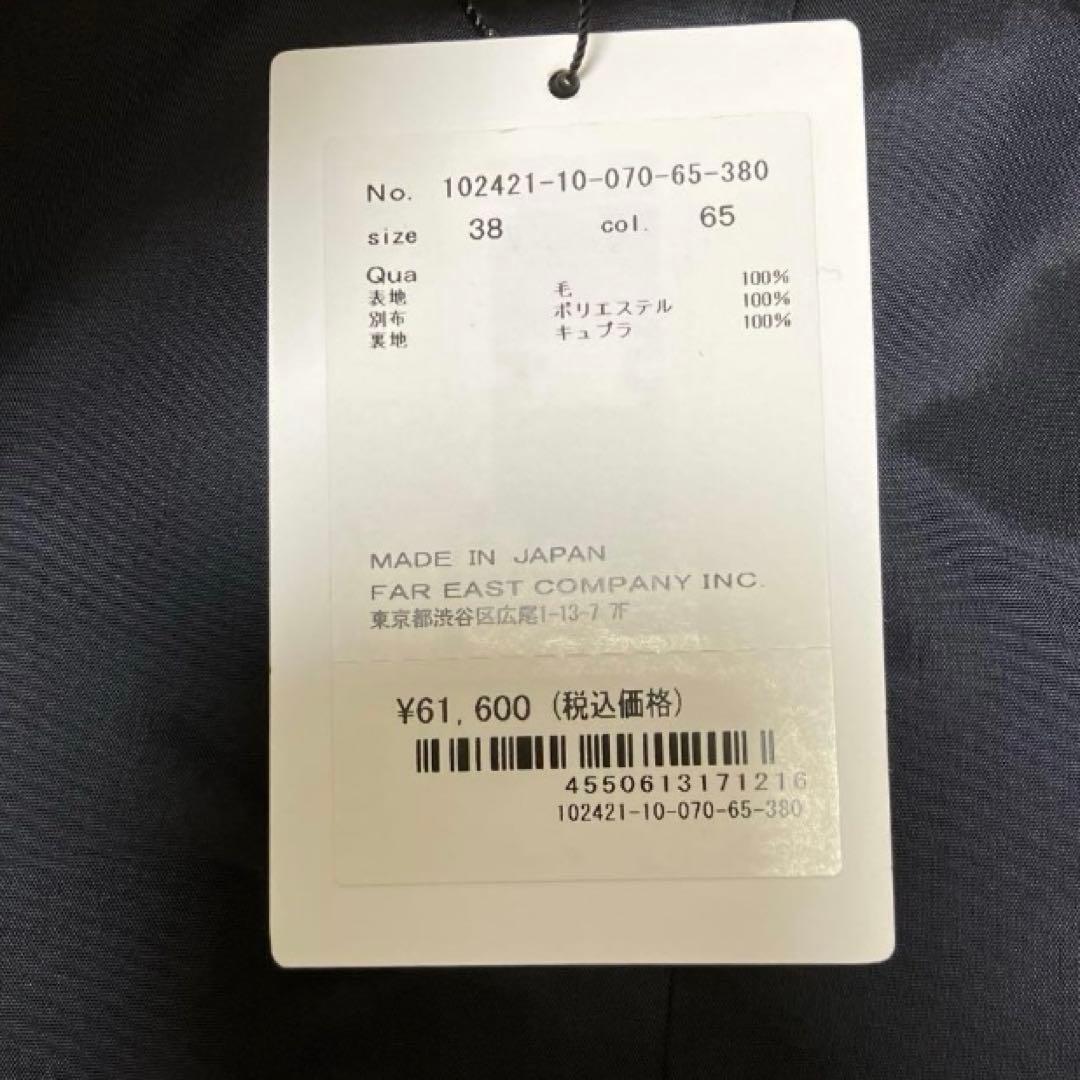 No. 102421-10-070-65-380
size 38 col. 65
Qua
表地 毛 100%
別布 ポリエステル 100%
裏地 キュプラ 100%
MADE IN JAPAN
FAR EAST COMPANY INC.
東京都渋谷区広尾1-13-7 7F
¥61,600 (税込価格)
4550613171216
102421-10-070-65-380